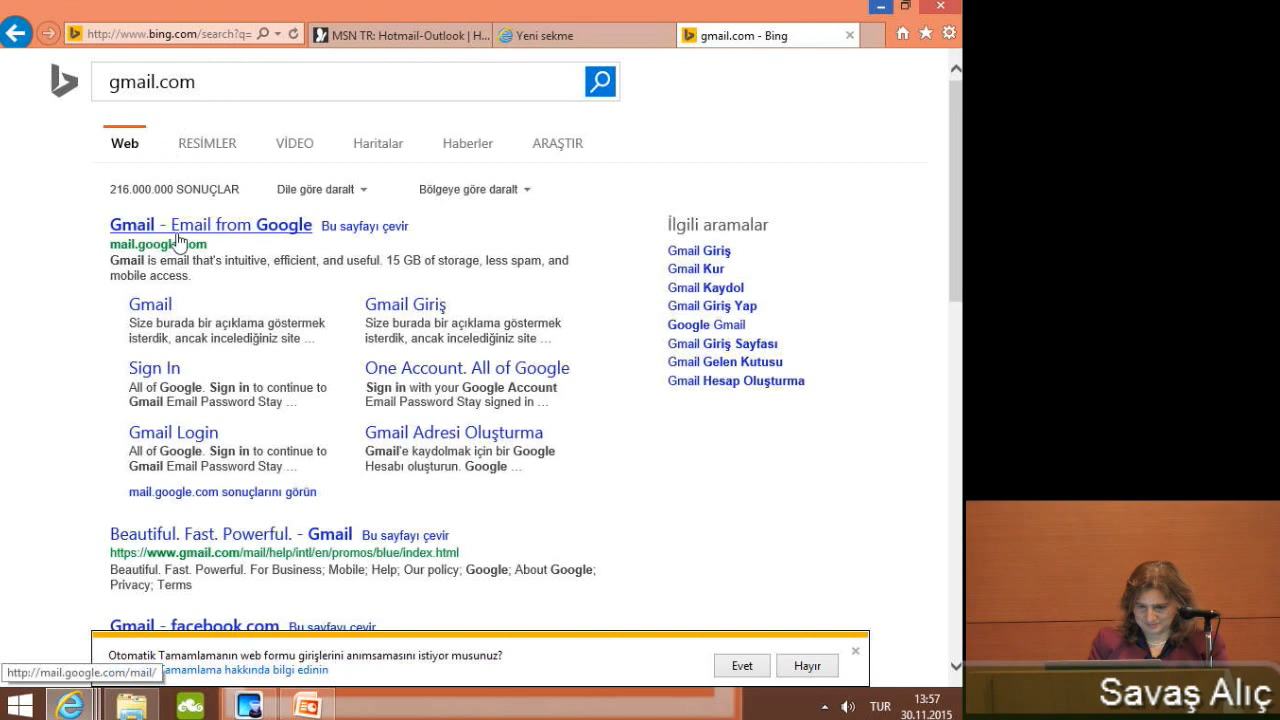 http://www.bing.com/search?q=
MSN TR: Hotmail-Outlook | H...
Yeni sekme
gmail.com - Bing
gmail.com
Web
RESİMLER
VİDEO
Haritalar
Haberler
ARAŞTIR
216.000.000 SONUÇLAR
Dile göre daralt
Bölgeye göre daralt
Gmail - Email from Google Bu sayfayı çevir
mail.google.com
Gmail is email that's intuitive, efficient, and useful. 15 GB of storage, less spam, and
mobile access.
Gmail
Size burada bir açıklama göstermek
isterdik, ancak incelediğiniz site ...
Gmail Giriş
Size burada bir açıklama göstermek
isterdik, ancak incelediğiniz site ...
Sign In
All of Google. Sign in to continue to
Gmail Email Password Stay ...
One Account. All of Google
Sign in with your Google Account
Email Password Stay signed in ...
Gmail Login
All of Google. Sign in to continue to
Gmail Email Password Stay ...
Gmail Adresi Oluşturma
Gmail'e kaydolmak için bir Google
Hesabı oluşturun. Google ...
mail.google.com sonuçlarını görün
Beautiful. Fast. Powerful. - Gmail Bu sayfayı çevir
https://www.gmail.com/mail/help/intl/en/promos/blue/index.html
Beautiful. Fast. Powerful. For Business; Mobile; Help; Our policy; Google; About Google;
Privacy; Terms
Gmail - facebook.com Bu sayfayı çevir
İlgili aramalar
Gmail Giriş
Gmail Kur
Gmail Kaydol
Gmail Giriş Yap
Google Gmail
Gmail Giriş Sayfası
Gmail Gelen Kutusu
Gmail Hesap Oluşturma
Otomatik Tamamlamanın web formu girişlerini anımsamasını istiyor musunuz?
Tamamlama hakkında bilgi edinin
Evet
Hayır
http://mail.google.com/mail/
TUR
13:57
30.11.2015
Savaş Alıç